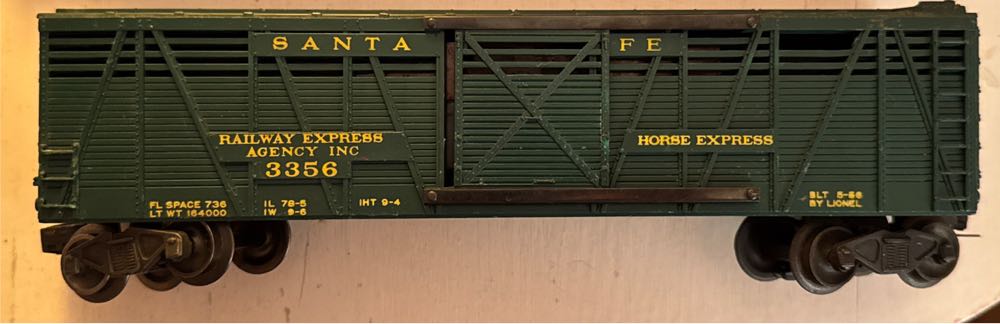 SANTA FE
RAILWAY EXPRESS
AGENCY INC
3356
HORSE EXPRESS
FL SPACE 736
LT WT 164000
IL 78-5
IW 9-6
IHT 9-4
BLT 5-56
BY LIONEL